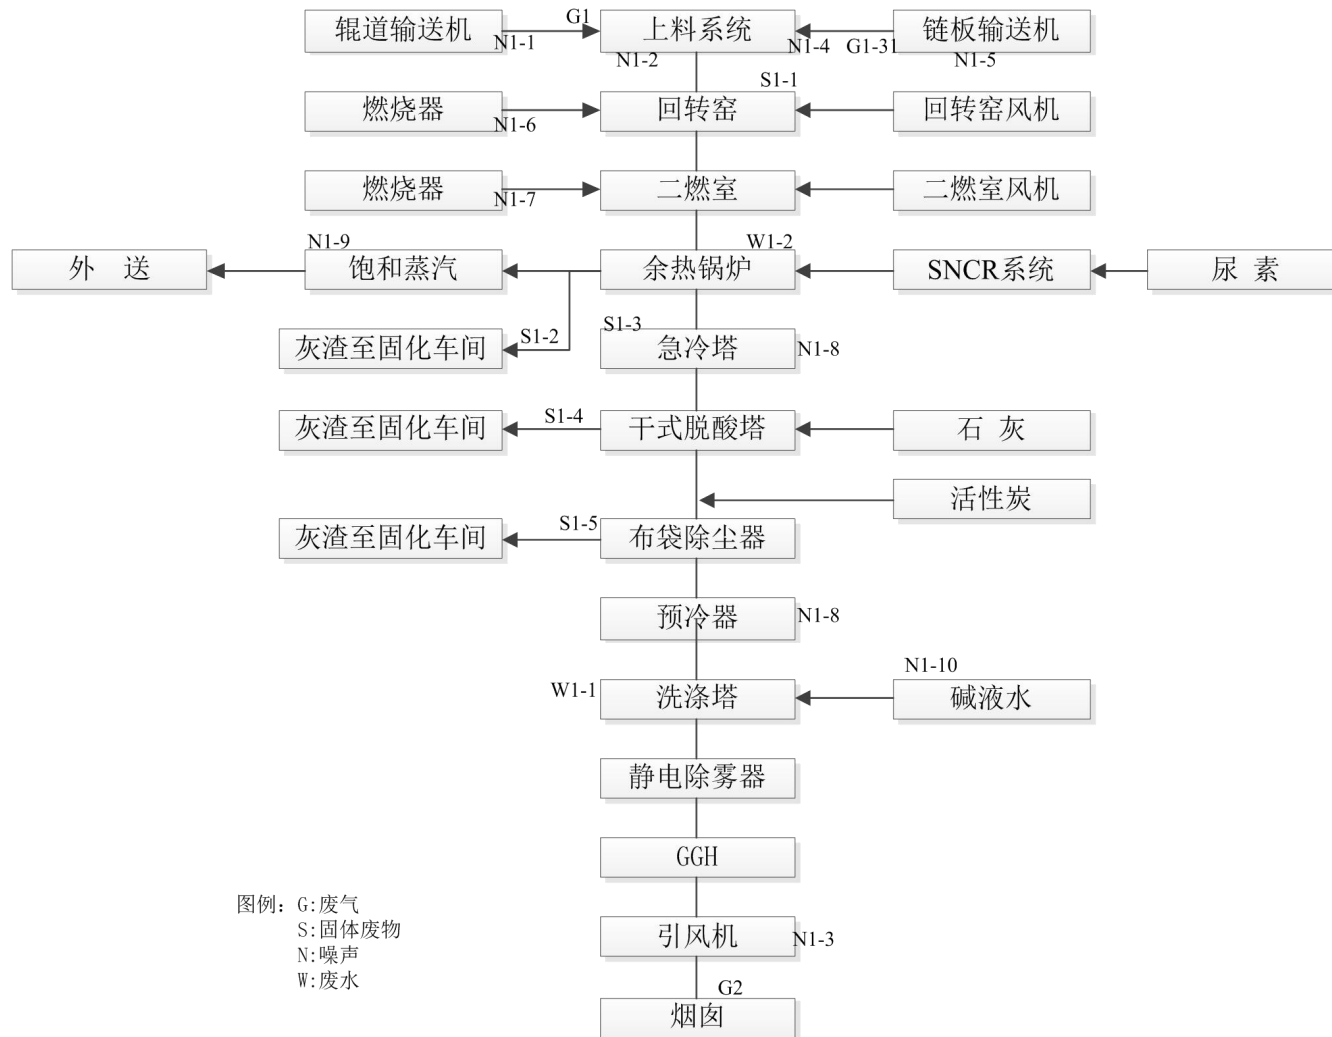 辊道输送机
G1
上料系统
链板输送机
N1-1
N1-2
N1-4
G1-31
N1-5
S1-1
燃烧器
回转窑
回转窑风机
N1-6
燃烧器
二燃室
二燃室风机
N1-7
N1-9
W1-2
外 送
饱和蒸汽
余热锅炉
SNCR系统
尿 素
S1-2
S1-3
灰渣至固化车间
急冷塔
N1-8
S1-4
灰渣至固化车间
干式脱酸塔
石 灰
活性炭
S1-5
灰渣至固化车间
布袋除尘器
预冷器
N1-8
N1-10
W1-1
洗涤塔
碱液水
静电除雾器
GGH
图例：G:废气
S:固体废物
N:噪声
W:废水
引风机
N1-3
G2
烟囱